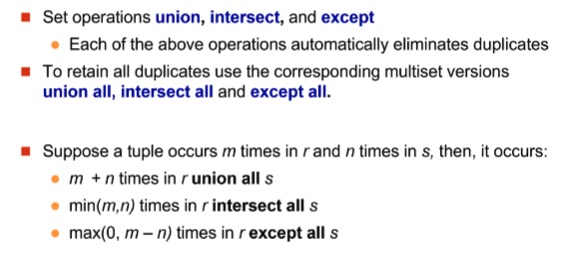 Set operations union, intersect, and except
Each of the above operations automatically eliminates duplicates
To retain all duplicates use the corresponding multiset versions
union all, intersect all and except all.
Suppose a tuple occurs m times in r and n times in s, then, it occurs:
m + n times in r union all s
min(m,n) times in r intersect all s
max(0, m – n) times in r except all s